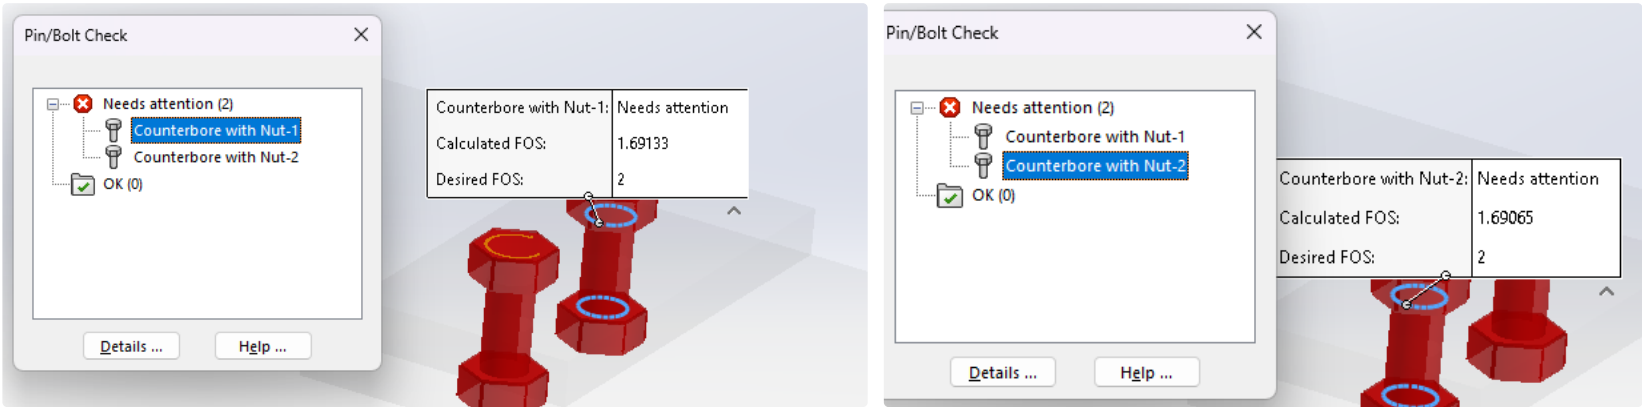 Pin/Bolt Check
Needs attention (2)
Counterbore with Nut-1
Counterbore with Nut-2
OK (0)
Details ...
Help ...
Counterbore with Nut-1: Needs attention
Calculated FOS: 1.69133
Desired FOS: 2
Pin/Bolt Check
Needs attention (2)
Counterbore with Nut-1
Counterbore with Nut-2
OK (0)
Details ...
Help ...
Counterbore with Nut-2: Needs attention
Calculated FOS: 1.69065
Desired FOS: 2